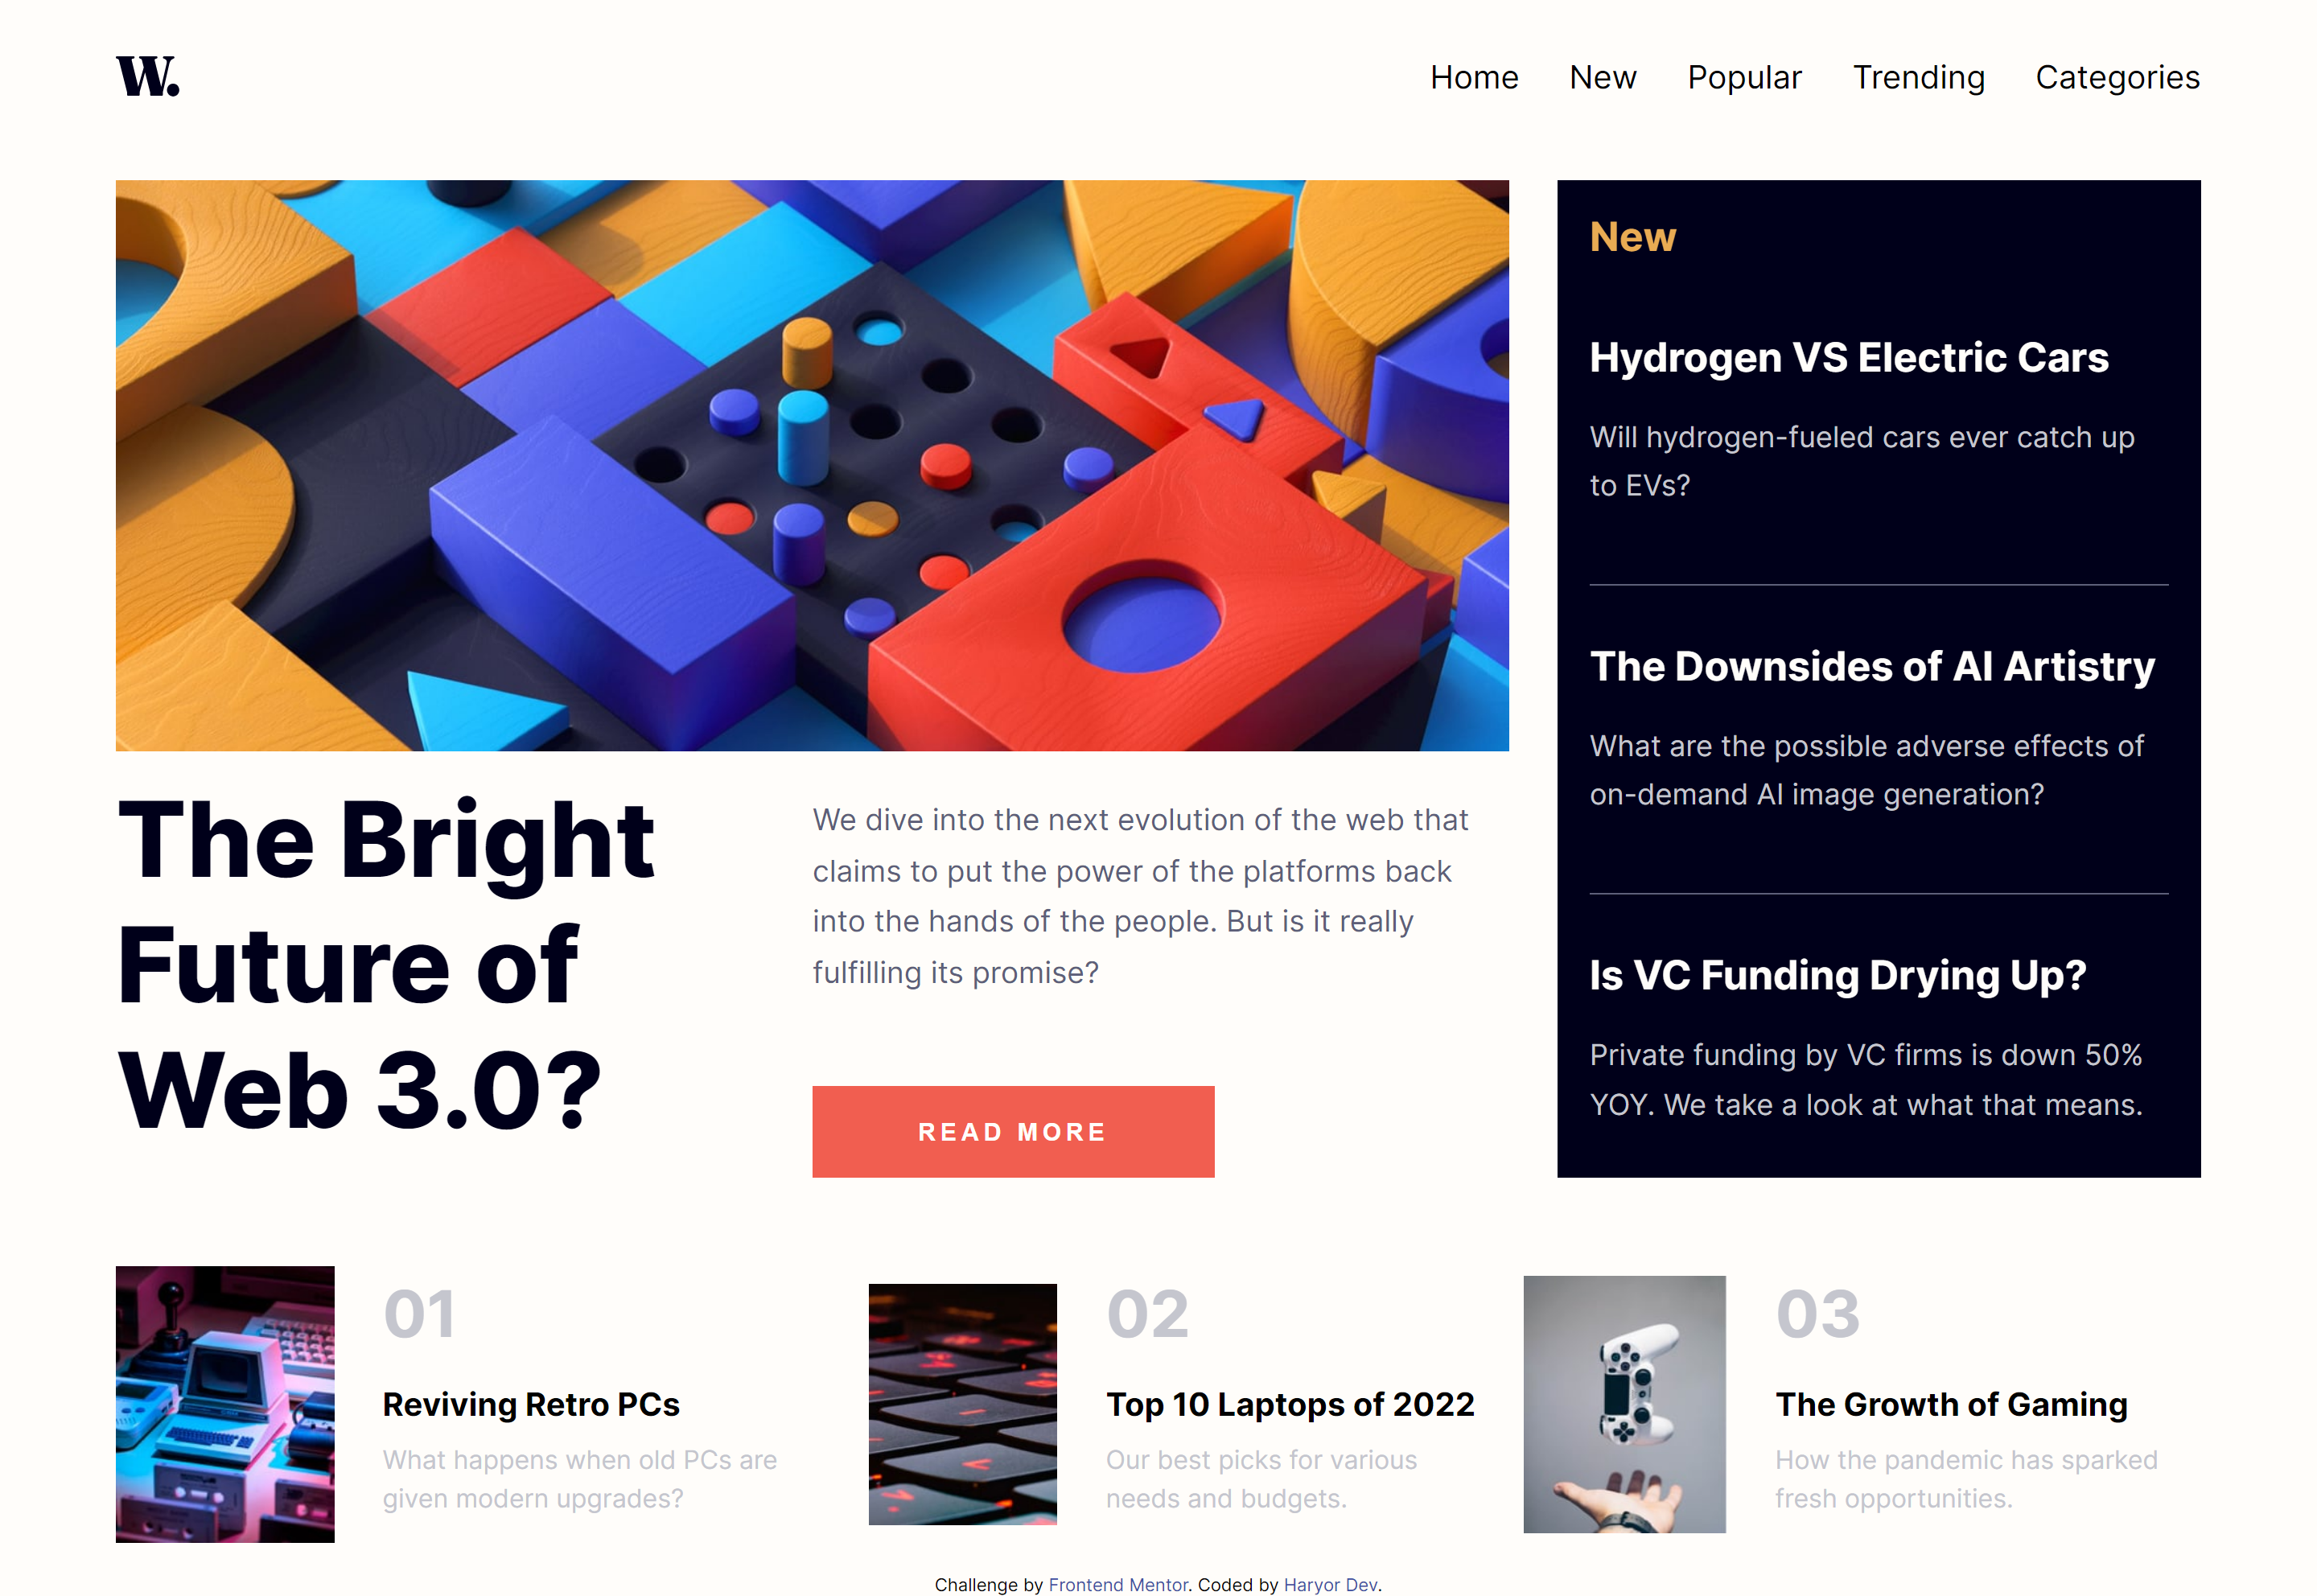 W.
Home New Popular Trending Categories
The Bright
Future of
Web 3.0?
We dive into the next evolution of the web that
claims to put the power of the platforms back
into the hands of the people. But is it really
fulfilling its promise?
READ MORE
New
Hydrogen VS Electric Cars
Will hydrogen-fueled cars ever catch up
to EVs?
The Downsides of AI Artistry
What are the possible adverse effects of
on-demand AI image generation?
Is VC Funding Drying Up?
Private funding by VC firms is down 50%
YOY. We take a look at what that means.
01
Reviving Retro PCs
What happens when old PCs are
given modern upgrades?
02
Top 10 Laptops of 2022
Our best picks for various
needs and budgets.
03
The Growth of Gaming
How the pandemic has sparked
fresh opportunities.
Challenge by Frontend Mentor. Coded by Haryor Dev.